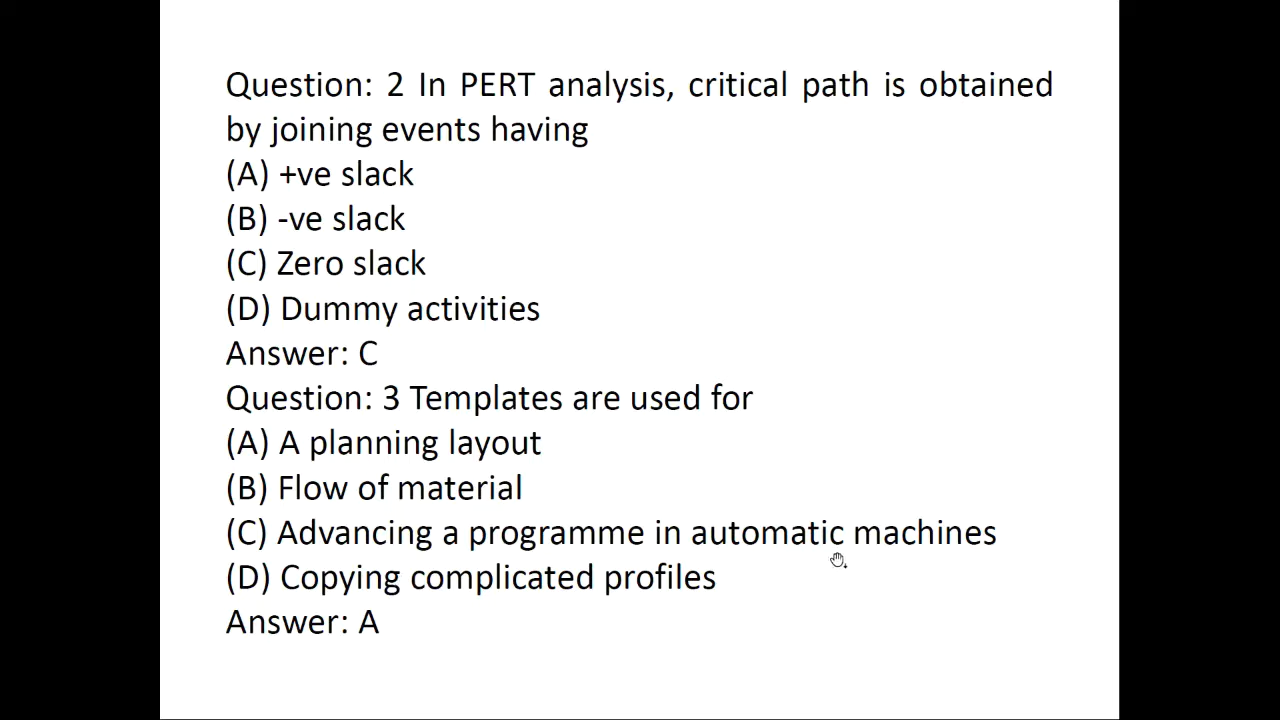 Question: 2 In PERT analysis, critical path is obtained
by joining events having
(A) +ve slack
(B) -ve slack
(C) Zero slack
(D) Dummy activities
Answer: C
Question: 3 Templates are used for
(A) A planning layout
(B) Flow of material
(C) Advancing a programme in automatic machines
(D) Copying complicated profiles
Answer: A